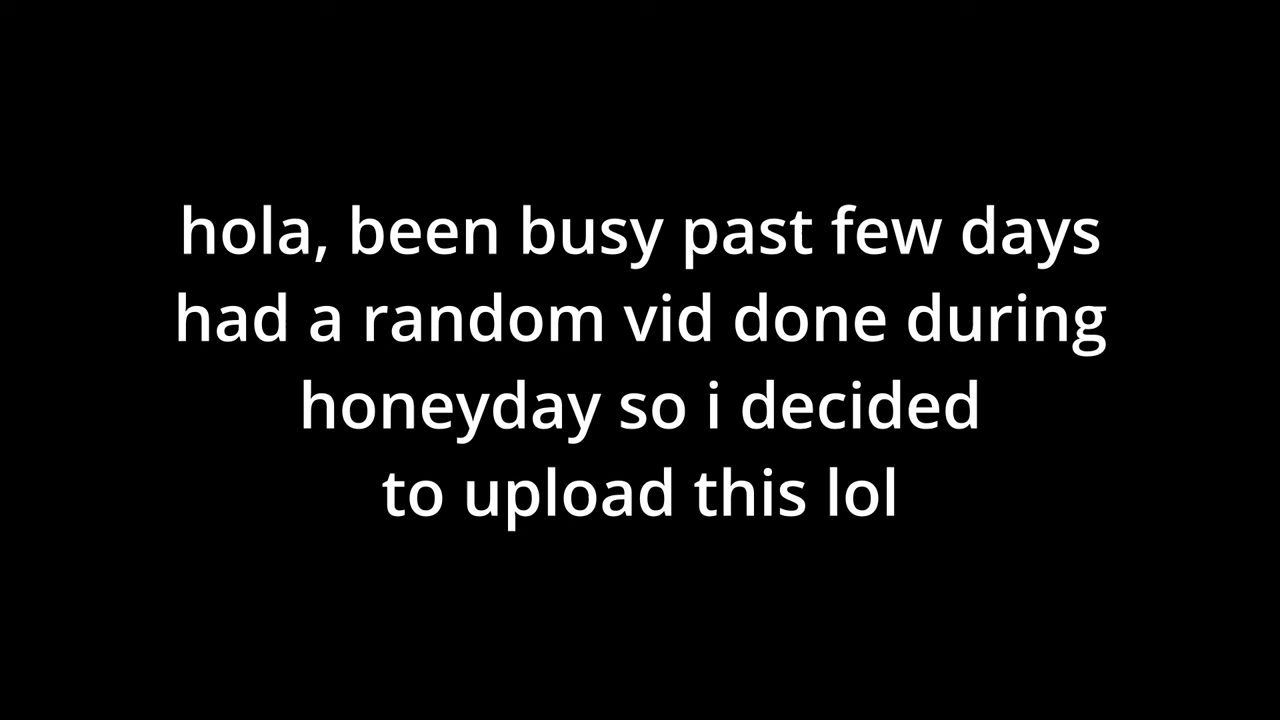 hola, been busy past few days
had a random vid done during
honeyday so i decided
to upload this lol